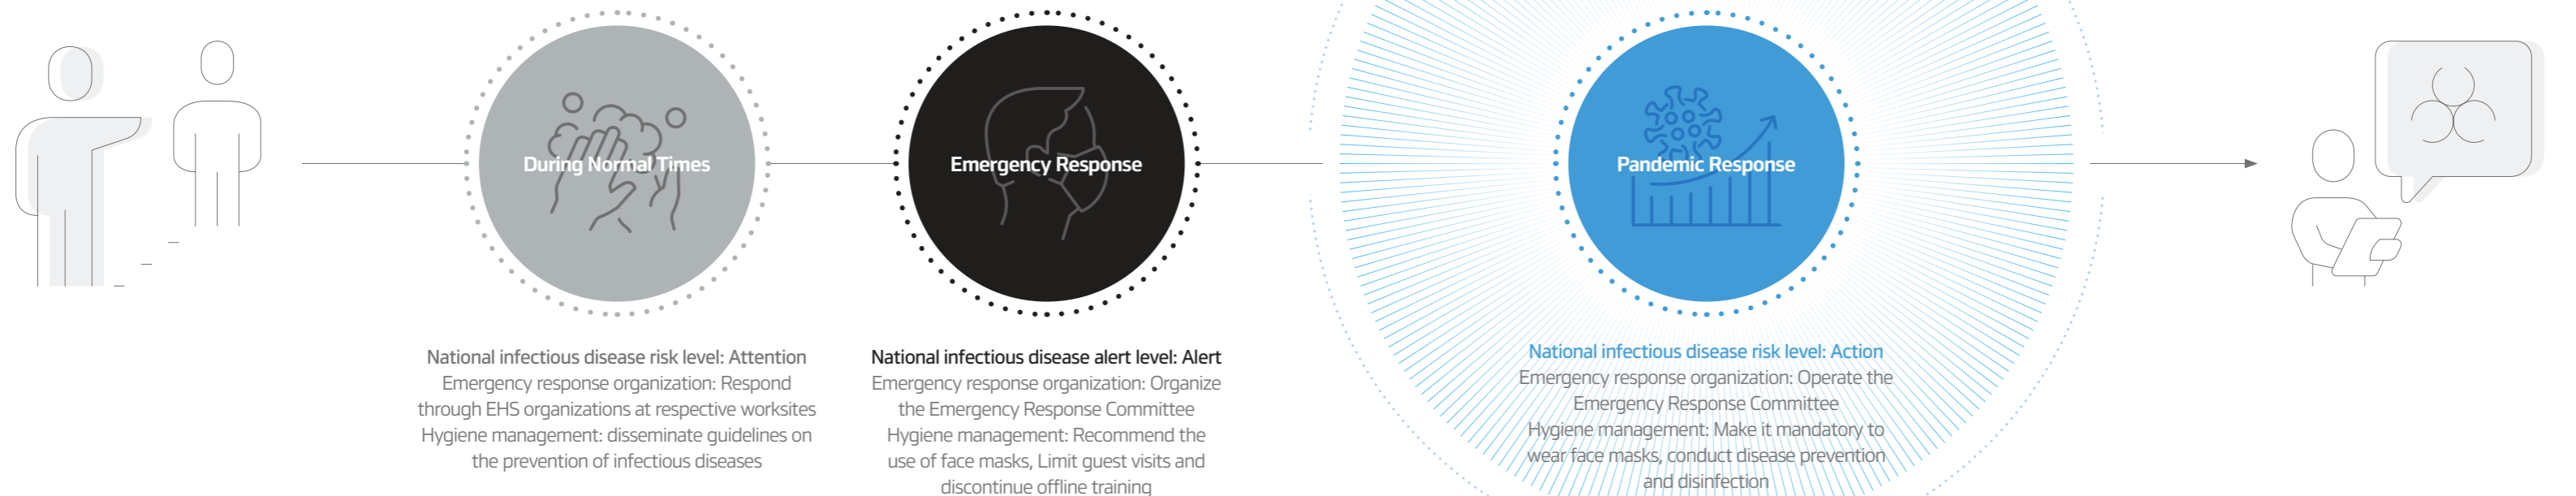 During Normal Times
National infectious disease risk level: Attention
Emergency response organization: Respond
through EHS organizations at respective worksites
Hygiene management: disseminate guidelines on
the prevention of infectious diseases
Emergency Response
National infectious disease alert level: Alert
Emergency response organization: Organize
the Emergency Response Committee
Hygiene management: Recommend the
use of face masks, Limit guest visits and
discontinue offline training
Pandemic Response
National infectious disease risk level: Action
Emergency response organization: Operate the
Emergency Response Committee
Hygiene management: Make it mandatory to
wear face masks, conduct disease prevention
and disinfection